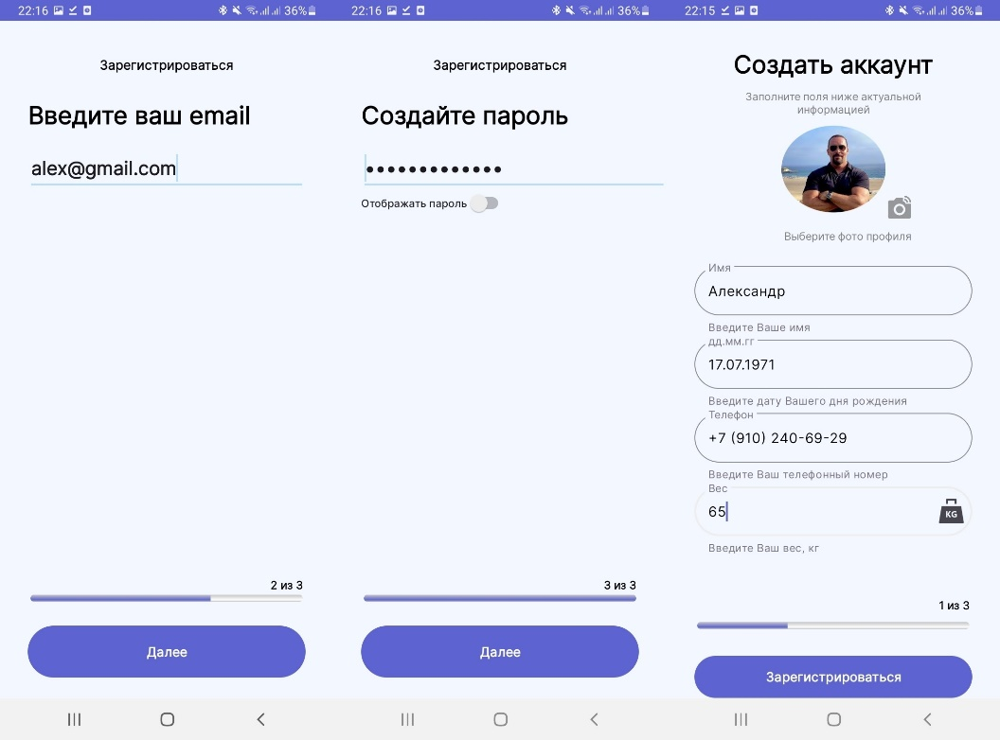 22:16
36%
Зарегистрироваться
Введите ваш email
alex@gmail.com
2 из 3
Далее
22:16
36%
Зарегистрироваться
Создайте пароль
•••••••••••••
Отображать пароль
3 из 3
Далее
22:15
36%
Создать аккаунт
Заполните поля ниже актуальной
информацией
Выберите фото профиля
Имя
Александр
Введите Ваше имя
дд.мм.гг
17.07.1971
Введите дату Вашего дня рождения
Телефон
+7 (910) 240-69-29
Введите Ваш телефонный номер
Вес
65
KG
Введите Ваш вес, кг
1 из 3
Зарегистрироваться